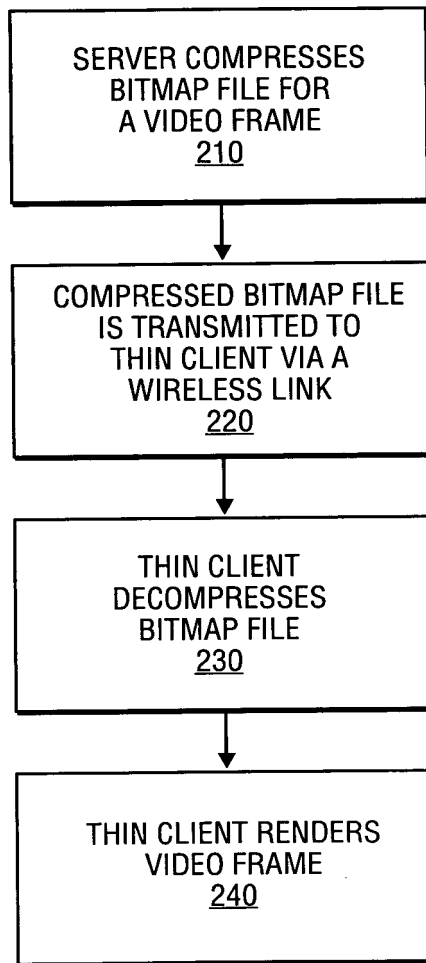 SERVER COMPRESSES
BITMAP FILE FOR
A VIDEO FRAME
210
COMPRESSED BITMAP FILE
IS TRANSMITTED TO
THIN CLIENT VIA A
WIRELESS LINK
220
THIN CLIENT
DECOMPRESSES
BITMAP FILE
230
THIN CLIENT RENDERS
VIDEO FRAME
240